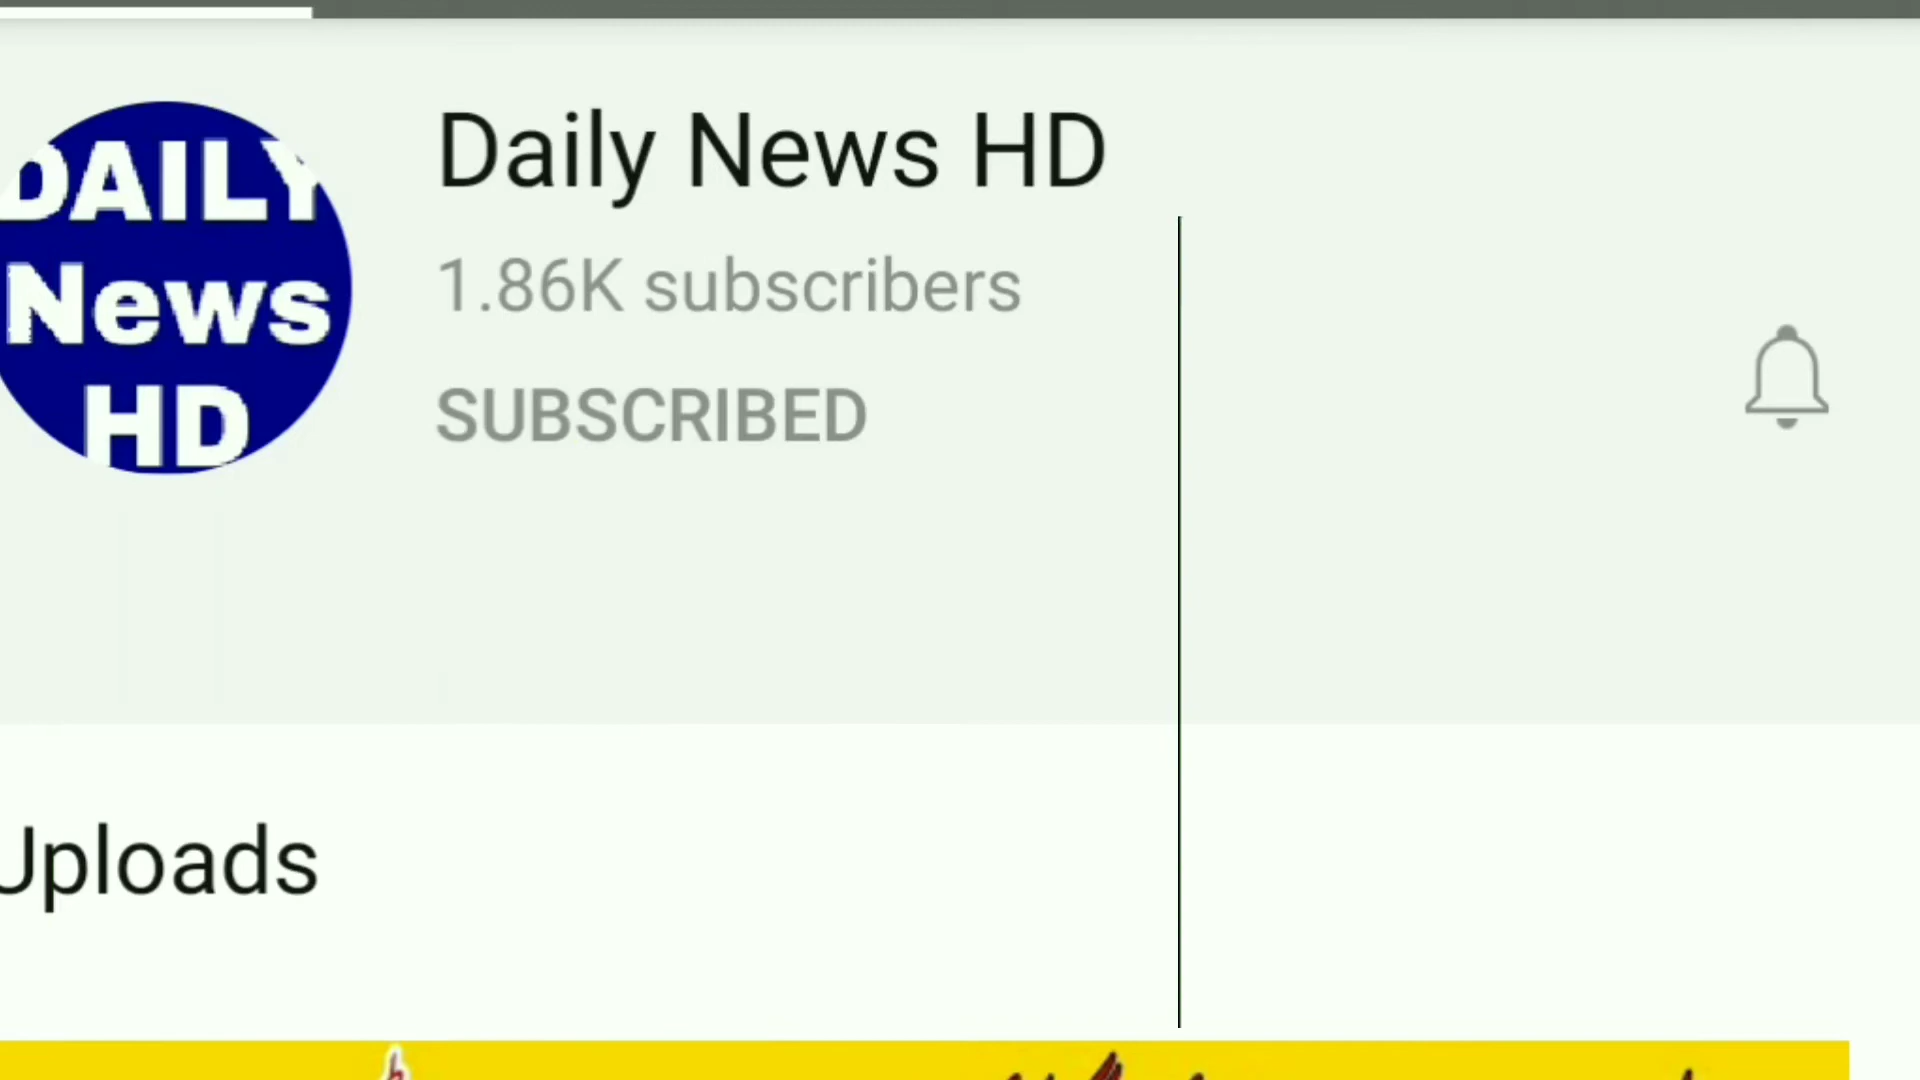 DAILY
News
HD
Daily News HD
1.86K subscribers
SUBSCRIBED
Uploads